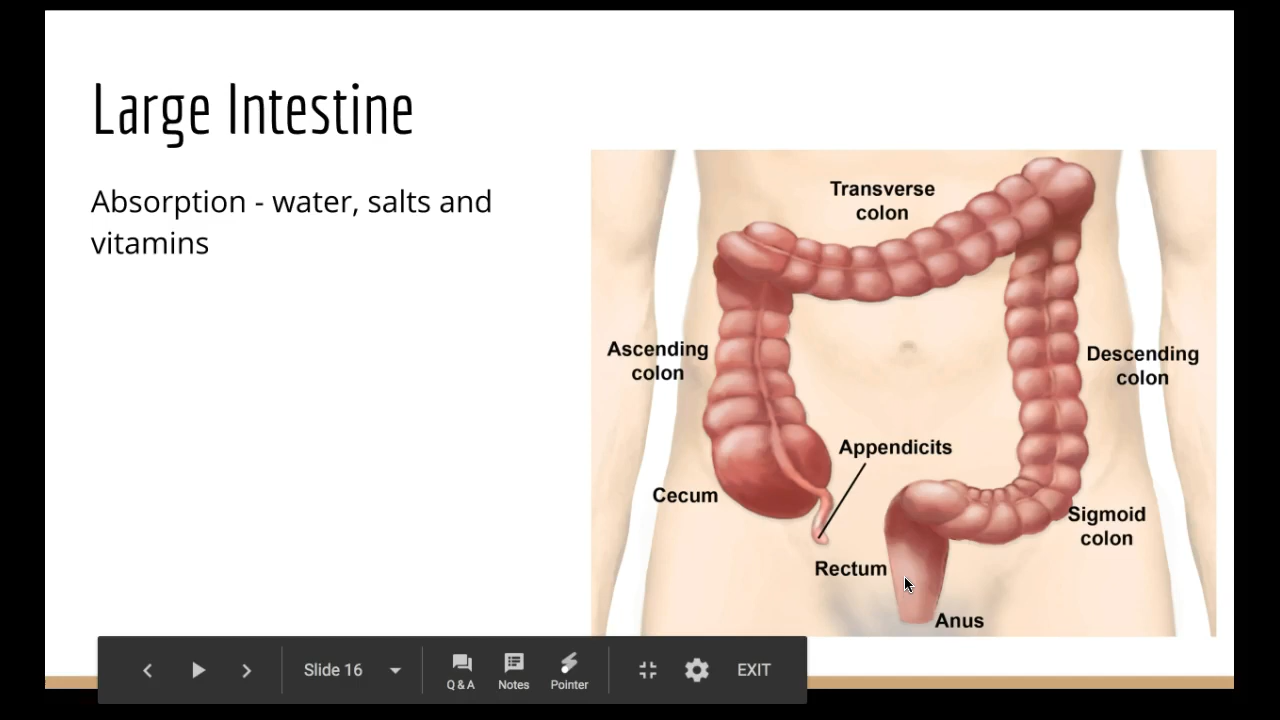 Large Intestine
Absorption - water, salts and
vitamins
Transverse
colon
Ascending
colon
Descending
colon
Appendicits
Cecum
Sigmoid
colon
Rectum
Anus
Slide 16
Q & A
Notes
Pointer
EXIT